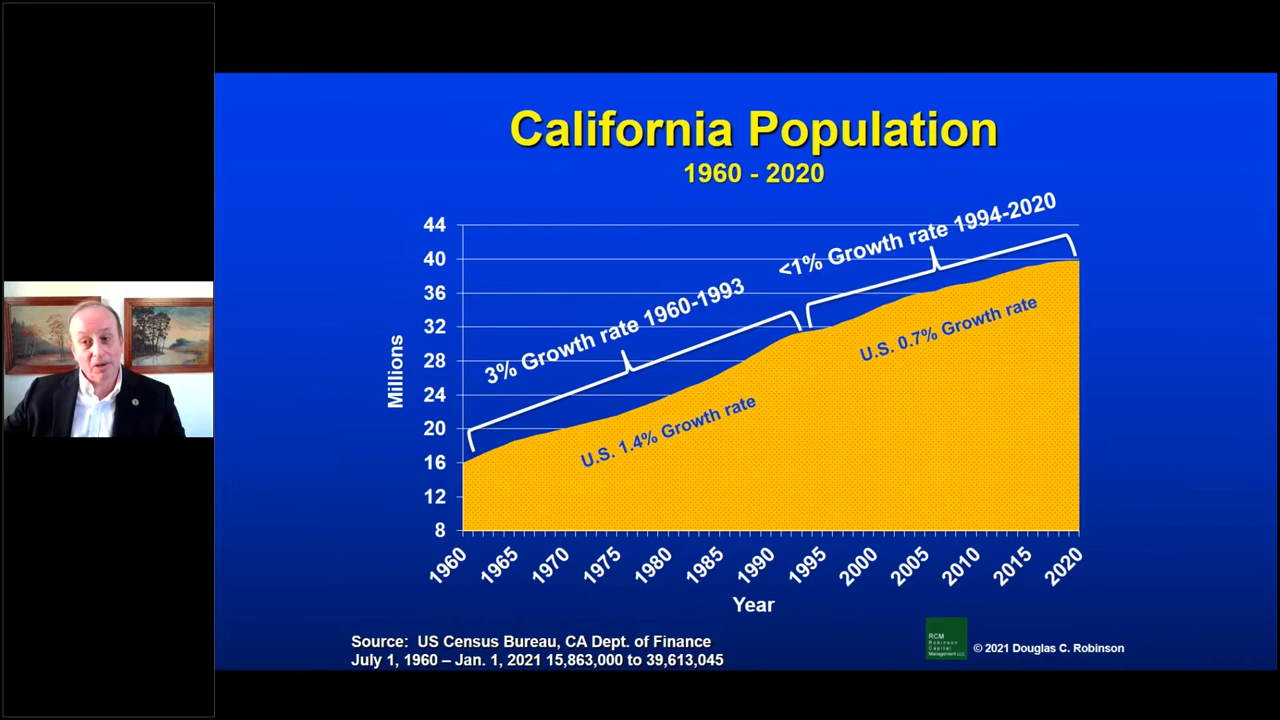 California Population
1960 - 2020
<1% Growth rate 1994-2020
3% Growth rate 1960-1993
U.S. 0.7% Growth rate
U.S. 1.4% Growth rate
Millions
44
40
36
32
28
24
20
16
12
8
1960
1965
1970
1975
1980
1985
1990
1995
2000
2005
2010
2015
2020
Year
Source: US Census Bureau, CA Dept. of Finance
July 1, 1960 – Jan. 1, 2021 15,863,000 to 39,613,045
RCM
Robinson
Capital
Management LLC
© 2021 Douglas C. Robinson